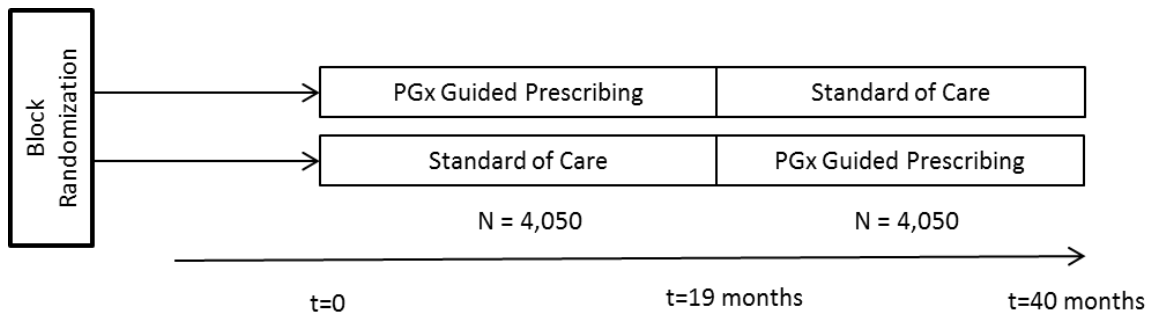 Block
Randomization
PGx Guided Prescribing
Standard of Care
Standard of Care
PGx Guided Prescribing
N = 4,050
N = 4,050
t=0
t=19 months
t=40 months